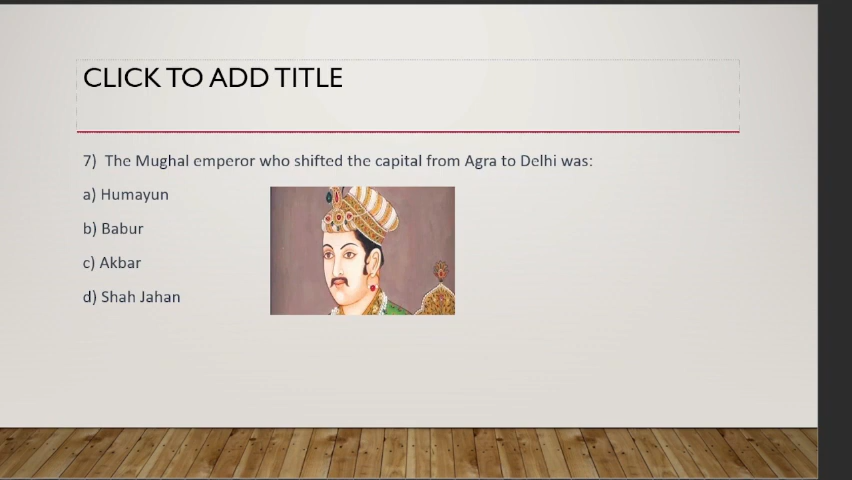 CLICK TO ADD TITLE
7) The Mughal emperor who shifted the capital from Agra to Delhi was:
a) Humayun
b) Babur
c) Akbar
d) Shah Jahan